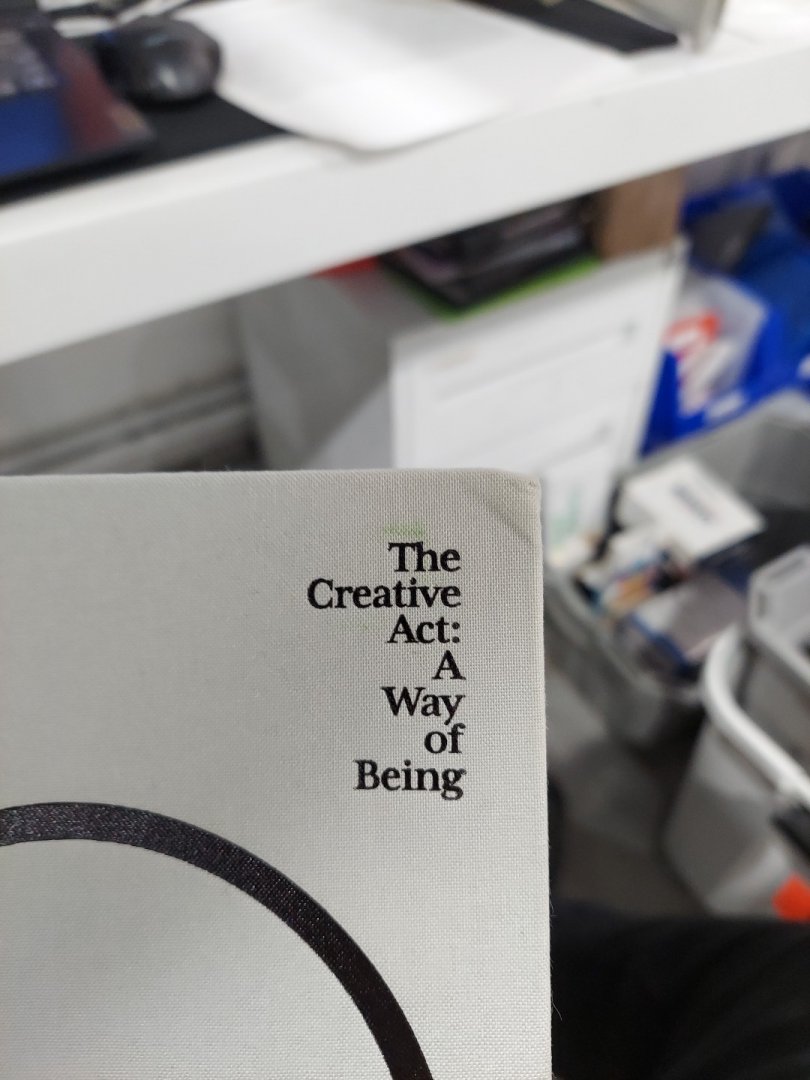 The
Creative
Act:
A
Way
of
Being